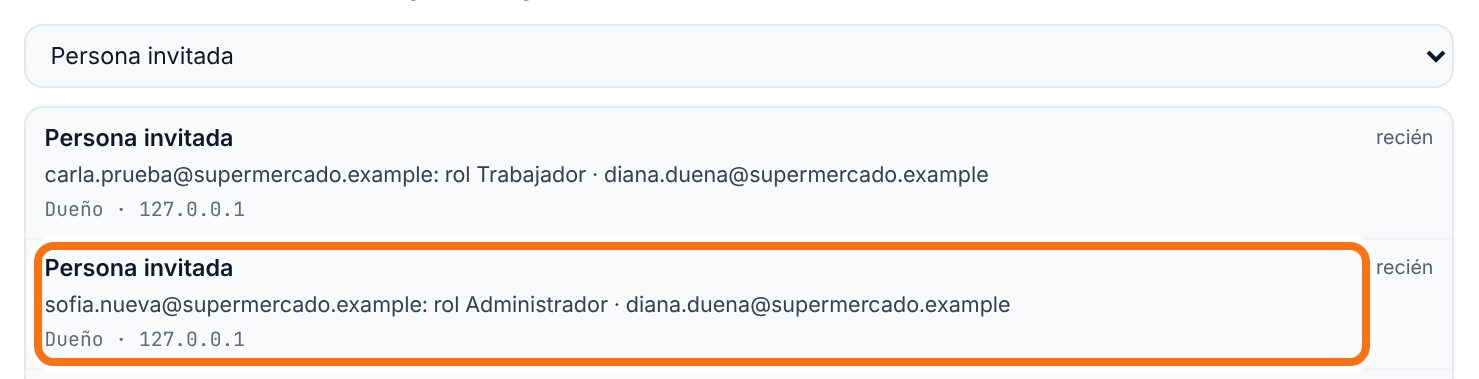 Persona invitada
Persona invitada
recién
carla.prueba@supermercado.example: rol Trabajador · diana.duena@supermercado.example
Dueño · 127.0.0.1
Persona invitada
recién
sofia.nueva@supermercado.example: rol Administrador · diana.duena@supermercado.example
Dueño · 127.0.0.1